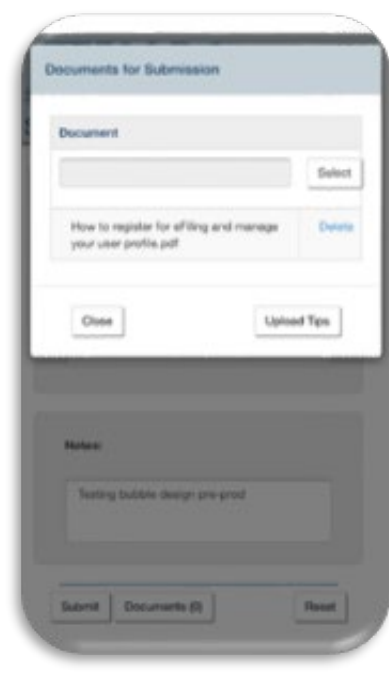 Documents for Submission
Document
Select
How to register for eFiling and manage
your user profile.pdf
Delete
Close
Upload Tips
Notes:
Testing bubble design pre-prod
Submit
Documents (0)
Reset